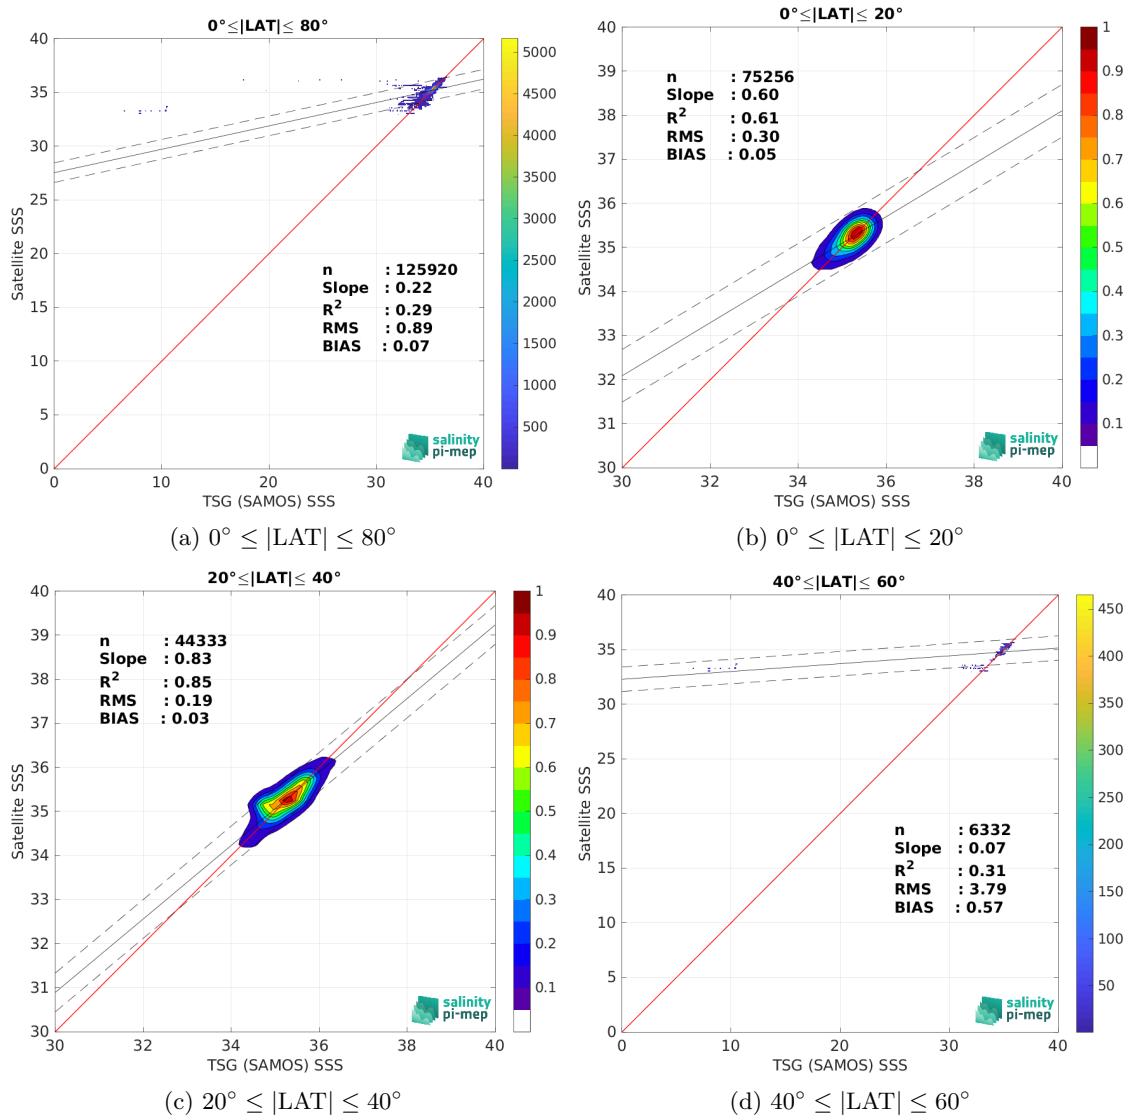 0°≤|LAT|≤ 80°
40
35
30
25
20
15
10
5
0
Satellite SSS
n : 125920
Slope : 0.22
R2 : 0.29
RMS : 0.89
BIAS : 0.07
salinity
pi-mep
0 10 20 30 40
TSG (SAMOS) SSS
5000
4500
4000
3500
3000
2500
2000
1500
1000
500
(a) 0° ≤ |LAT| ≤ 80°
0°≤|LAT|≤ 20°
40
39
38
37
36
35
34
33
32
31
30
Satellite SSS
n : 75256
Slope : 0.60
R2 : 0.61
RMS : 0.30
BIAS : 0.05
salinity
pi-mep
30 32 34 36 38 40
TSG (SAMOS) SSS
1
0.9
0.8
0.7
0.6
0.5
0.4
0.3
0.2
0.1
(b) 0° ≤ |LAT| ≤ 20°
20°≤|LAT|≤ 40°
40
39
38
37
36
35
34
33
32
31
30
Satellite SSS
n : 44333
Slope : 0.83
R2 : 0.85
RMS : 0.19
BIAS : 0.03
salinity
pi-mep
30 32 34 36 38 40
TSG (SAMOS) SSS
1
0.9
0.8
0.7
0.6
0.5
0.4
0.3
0.2
0.1
(c) 20° ≤ |LAT| ≤ 40°
40°≤|LAT|≤ 60°
40
35
30
25
20
15
10
5
0
Satellite SSS
n : 6332
Slope : 0.07
R2 : 0.31
RMS : 3.79
BIAS : 0.57
salinity
pi-mep
0 10 20 30 40
TSG (SAMOS) SSS
450
400
350
300
250
200
150
100
50
(d) 40° ≤ |LAT| ≤ 60°